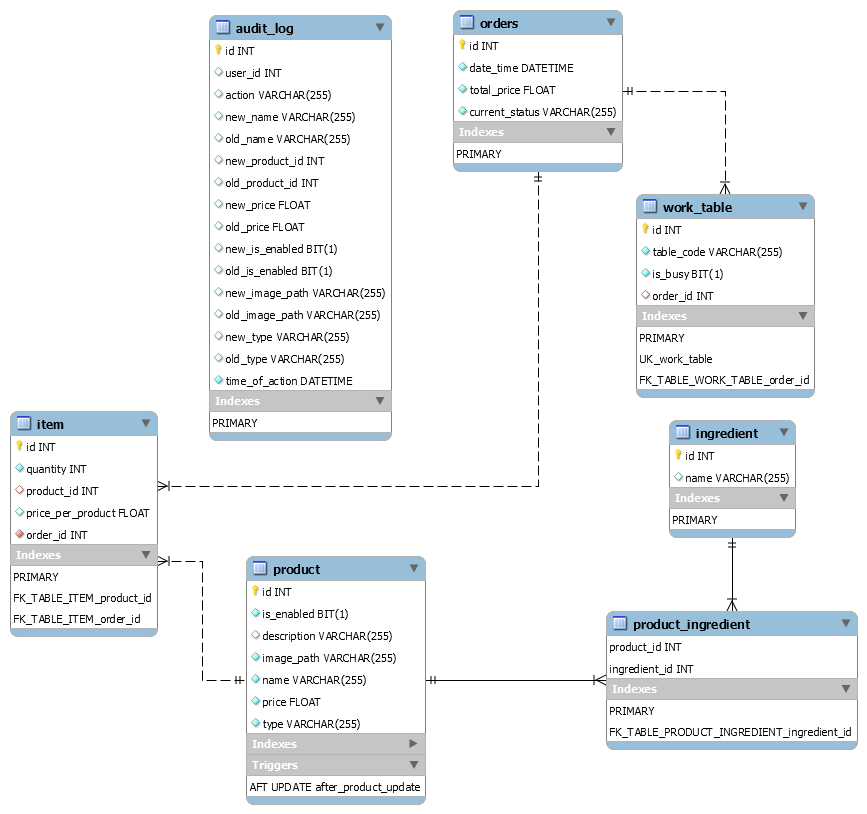 audit_log
id INT
user_id INT
action VARCHAR(255)
new_name VARCHAR(255)
old_name VARCHAR(255)
new_product_id INT
old_product_id INT
new_price FLOAT
old_price FLOAT
new_is_enabled BIT(1)
old_is_enabled BIT(1)
new_image_path VARCHAR(255)
old_image_path VARCHAR(255)
new_type VARCHAR(255)
old_type VARCHAR(255)
time_of_action DATETIME
Indexes
PRIMARY
orders
id INT
date_time DATETIME
total_price FLOAT
current_status VARCHAR(255)
Indexes
PRIMARY
work_table
id INT
table_code VARCHAR(255)
is_busy BIT(1)
order_id INT
Indexes
PRIMARY
UK_work_table
FK_TABLE_WORK_TABLE_order_id
item
id INT
quantity INT
product_id INT
price_per_product FLOAT
order_id INT
Indexes
PRIMARY
FK_TABLE_ITEM_product_id
FK_TABLE_ITEM_order_id
ingredient
id INT
name VARCHAR(255)
Indexes
PRIMARY
product
id INT
is_enabled BIT(1)
description VARCHAR(255)
image_path VARCHAR(255)
name VARCHAR(255)
price FLOAT
type VARCHAR(255)
Indexes
Triggers
AFT UPDATE after_product_update
product_ingredient
product_id INT
ingredient_id INT
Indexes
PRIMARY
FK_TABLE_PRODUCT_INGREDIENT_ingredient_id